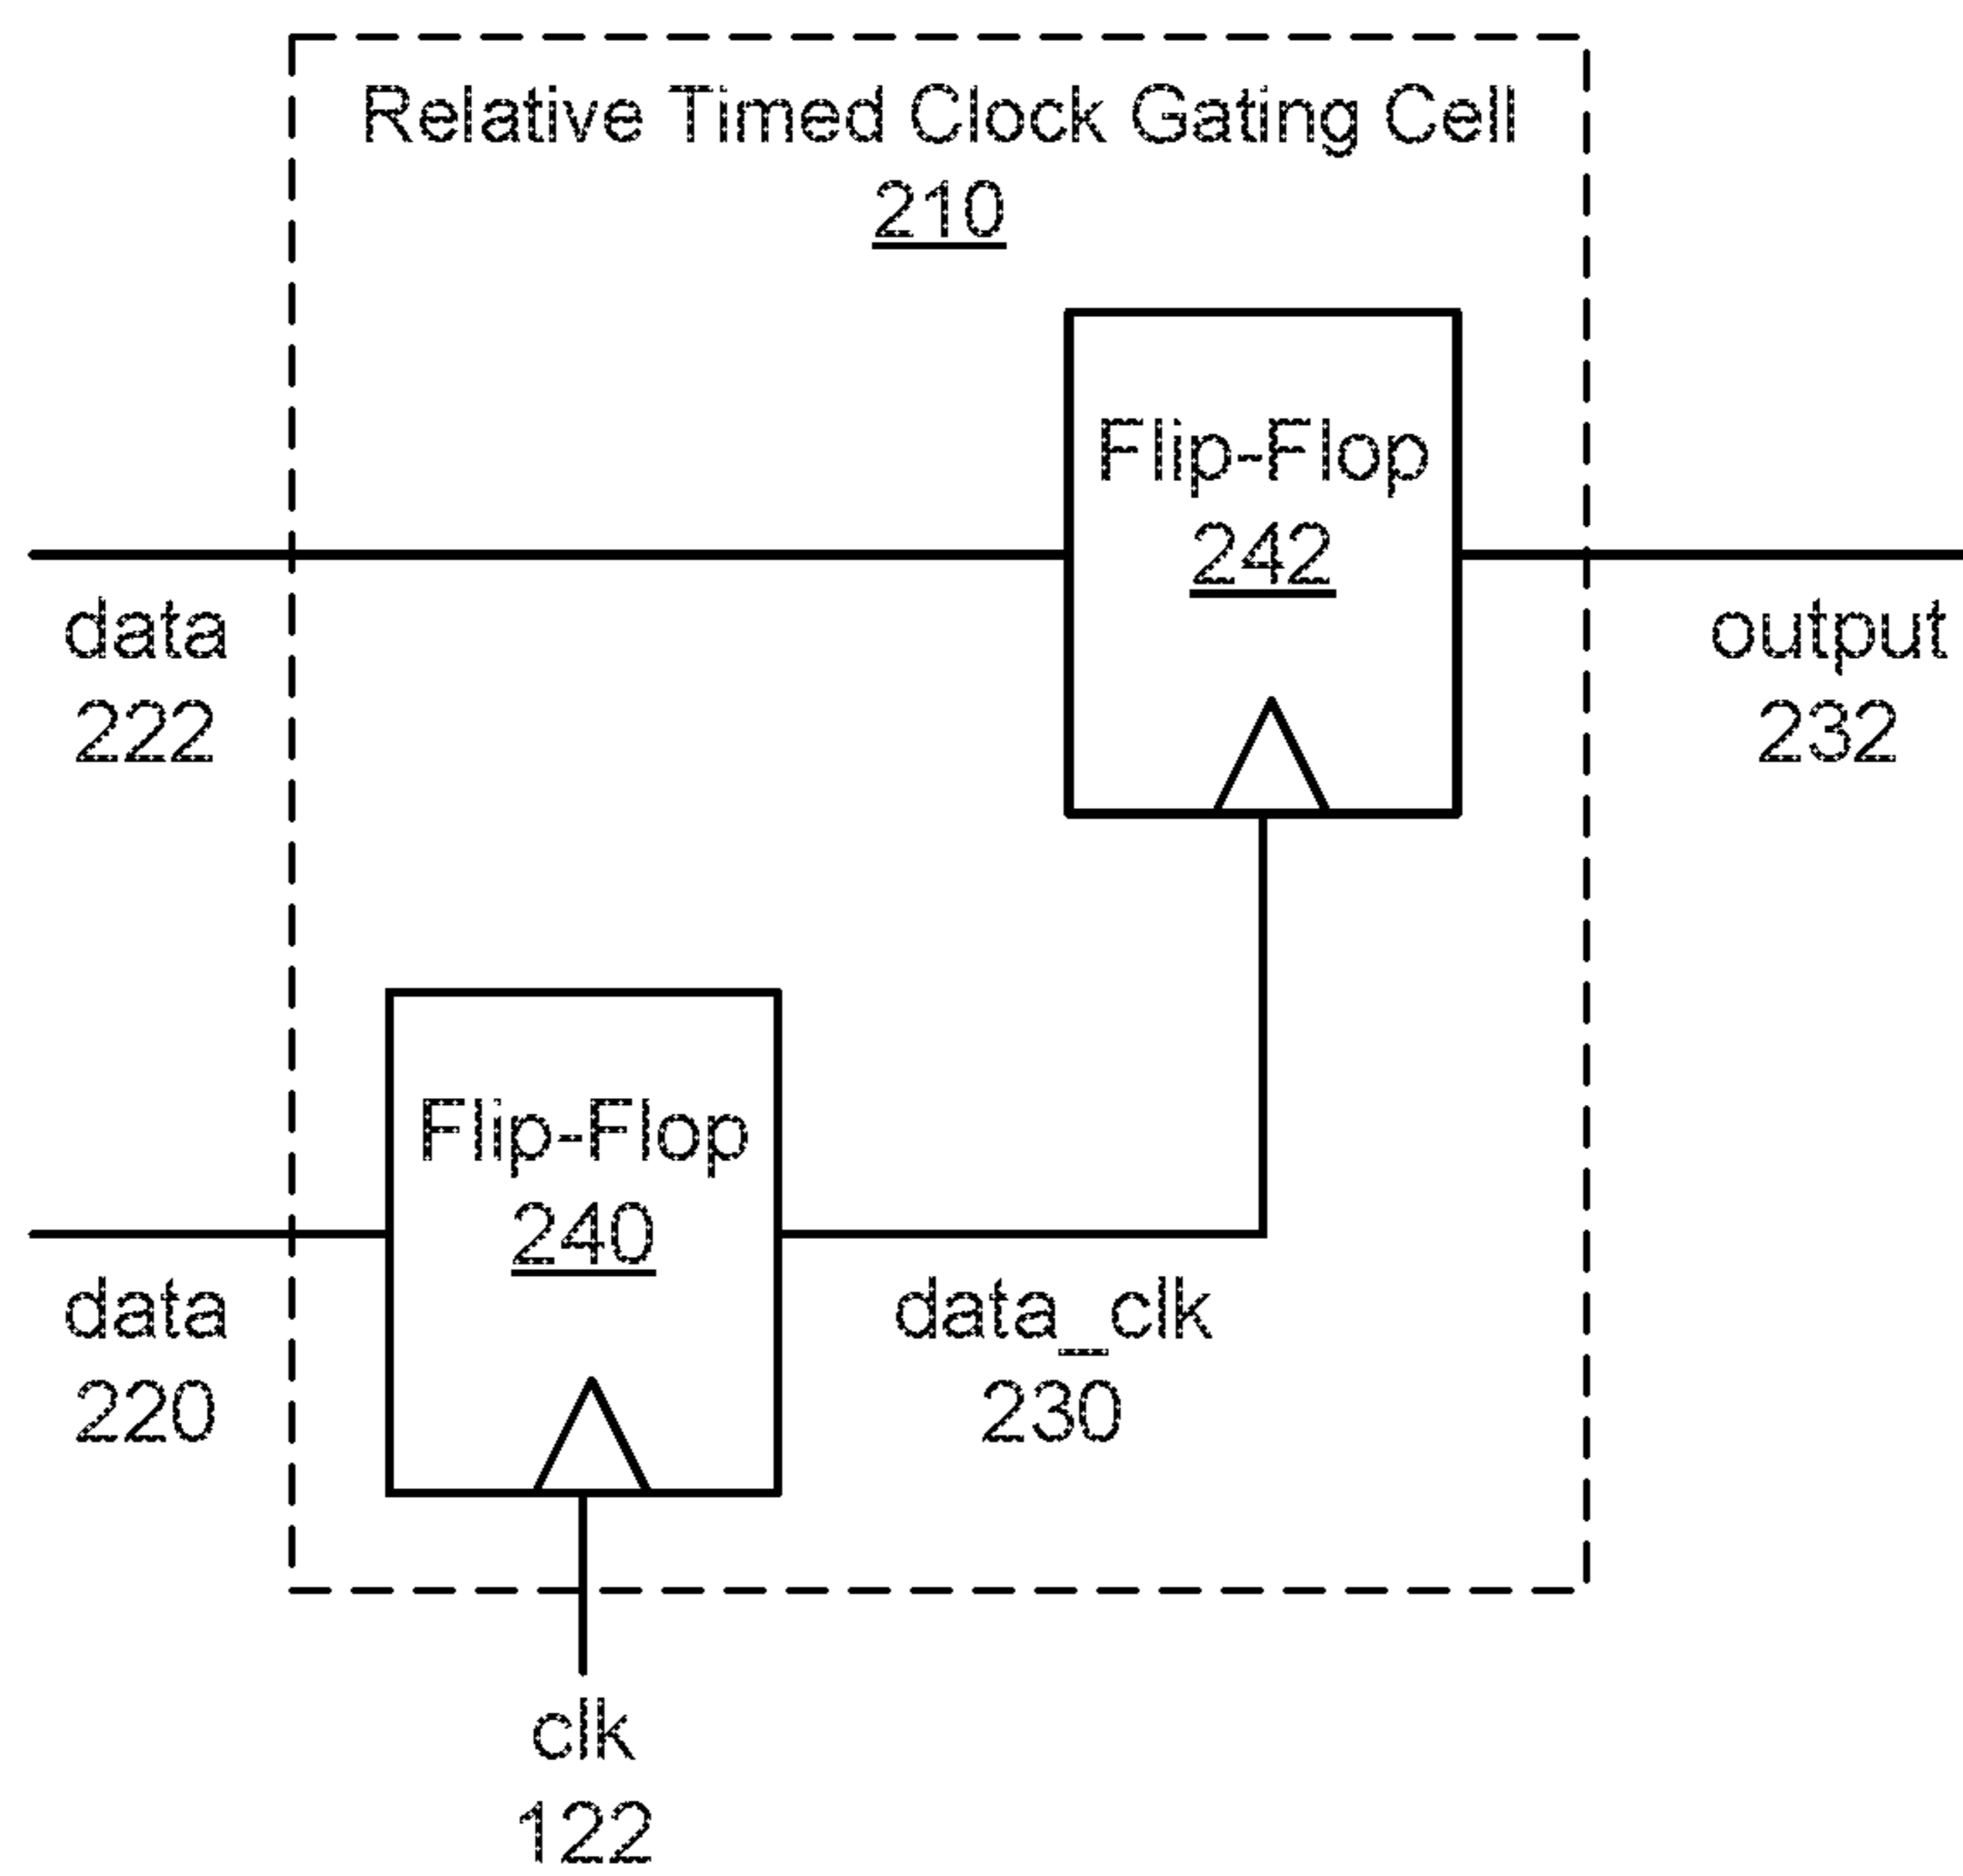 Relative Timed Clock Gating Cell
210
Flip-Flop
242
data
222
output
232
Flip-Flop
240
data
220
data_clk
230
clk
122